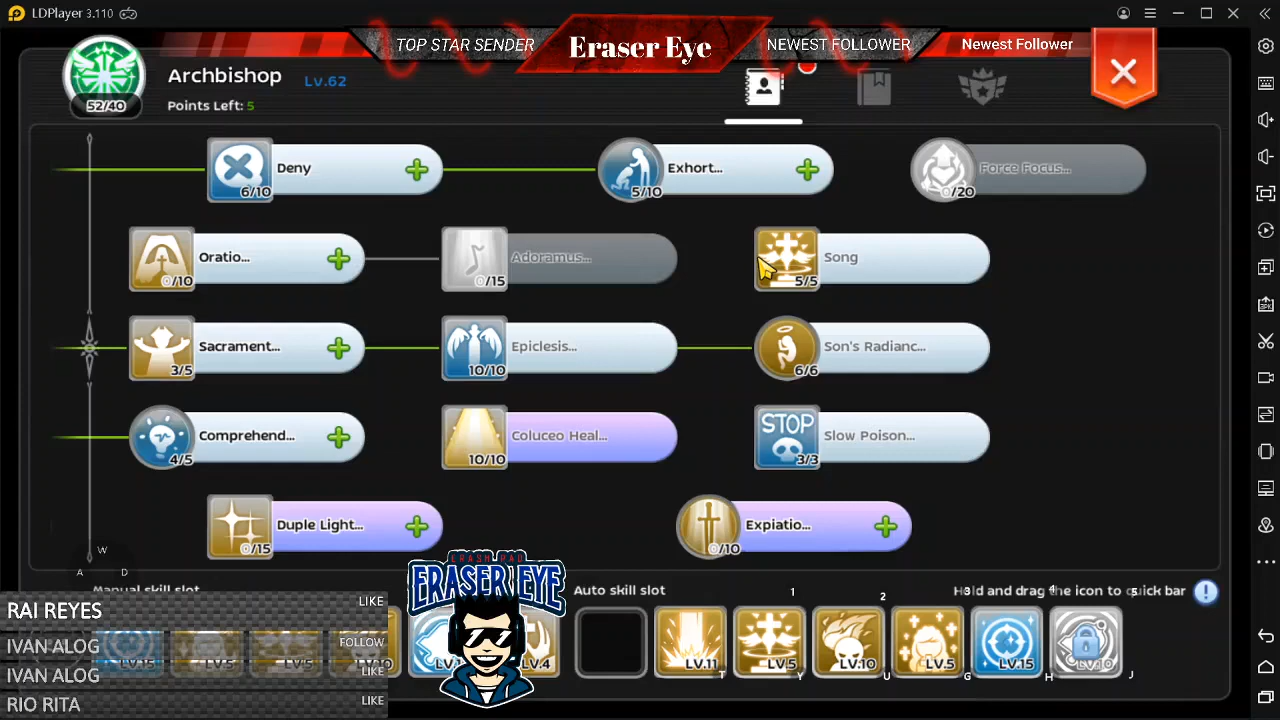 LDPlayer 3.110
TOP STAR SENDER
Eraser Eye
NEWEST FOLLOWER
Newest Follower
Archbishop
Lv.62
52/40
Points Left: 5
Deny
6/10
Exhort...
5/10
Force Focus...
0/20
Oratio...
0/10
Adoramus...
0/15
Song
5/5
Sacrament...
3/5
Epiclesis...
10/10
Son's Radianc...
6/6
Comprehend...
4/5
Coluceo Heal...
10/10
STOP
Slow Poison...
3/3
Duple Light...
0/15
Expiatio...
0/10
W
A D
Manual skill slot
Auto skill slot
1
2
Hold and drag the icon to quick bar
ERASH PAD
ERASER EYE
RAI REYES LIKE
IVAN ALOG FOLLOW
IVAN ALOG LIKE
RIO RITA LIKE
LV.4
LV.11
LV.5
LV.10
LV.5
LV.15
LV.10
T
Y
U
G
H
J